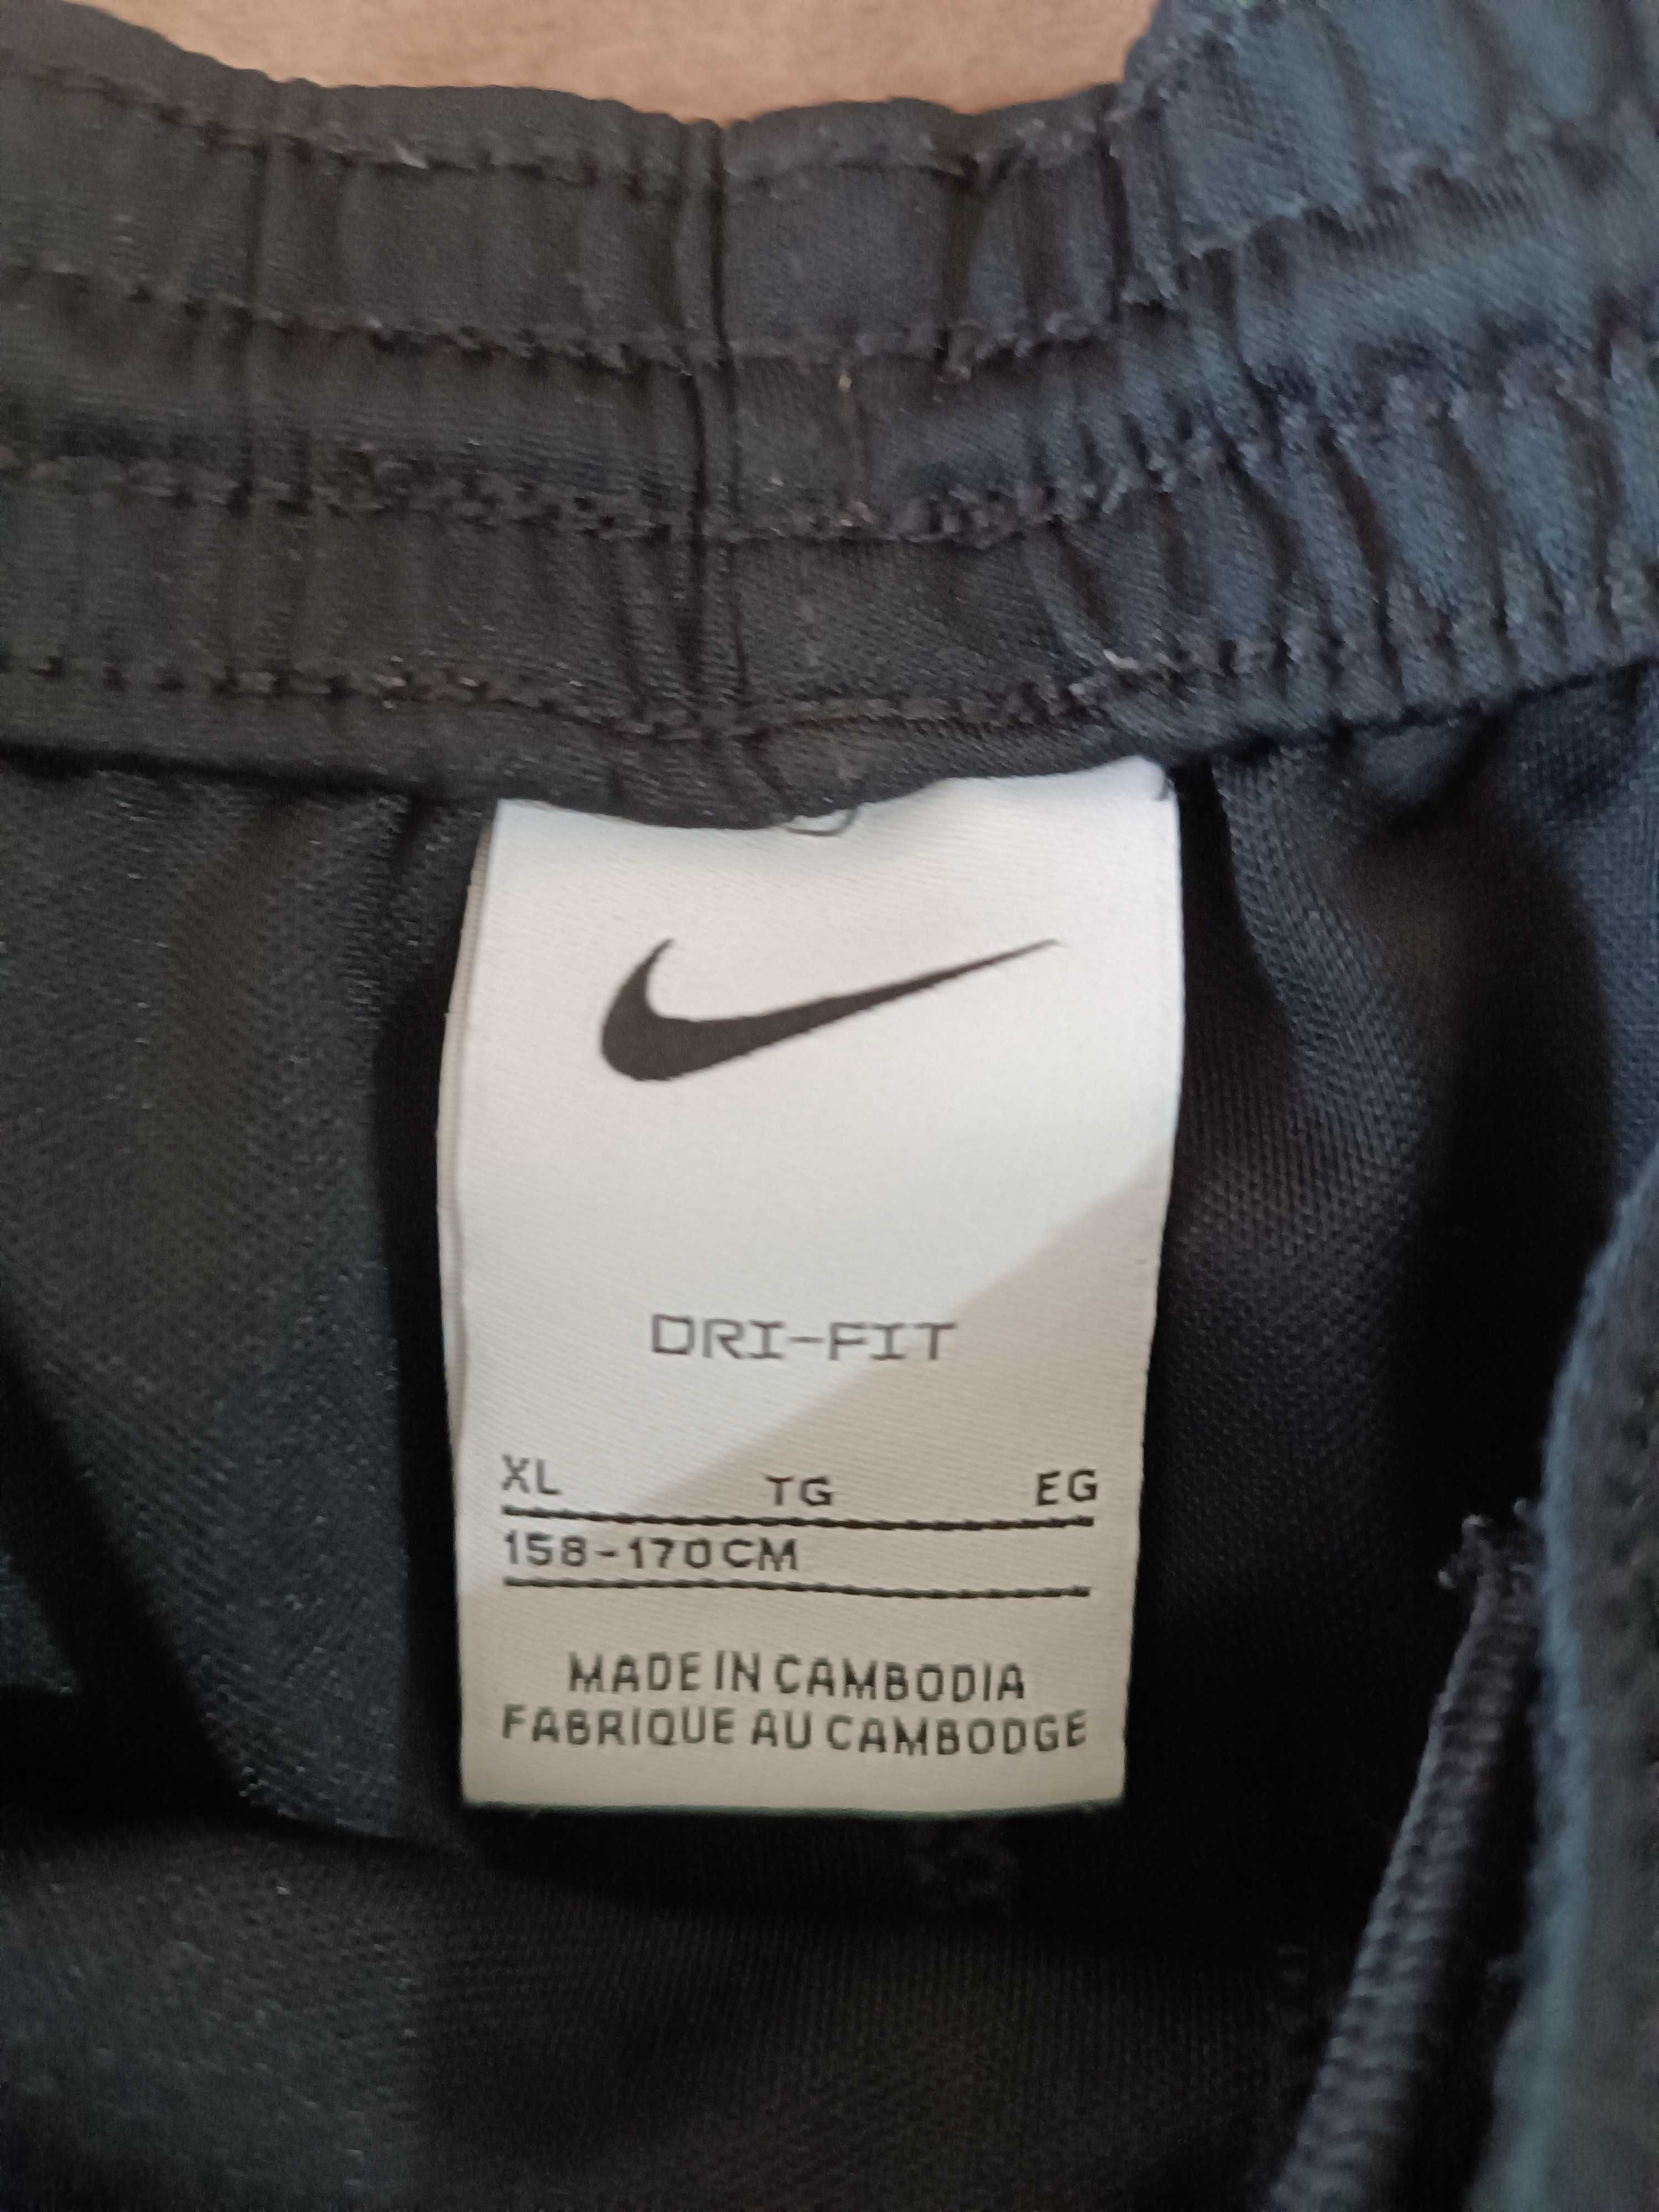 DRI-FIT
XL TG EG
158-170CM
MADE IN CAMBODIA
FABRIQUE AU CAMBODGE